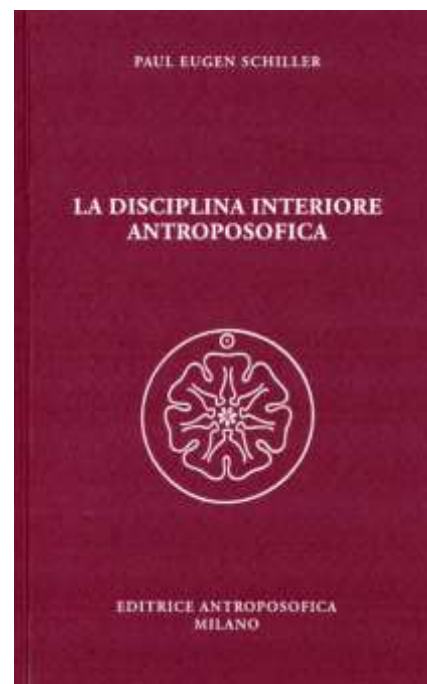 PAUL EUGEN SCHILLER
LA DISCIPLINA INTERIORE
ANTROPOSOFICA
EDITRICE ANTROPOSOFICA
MILANO